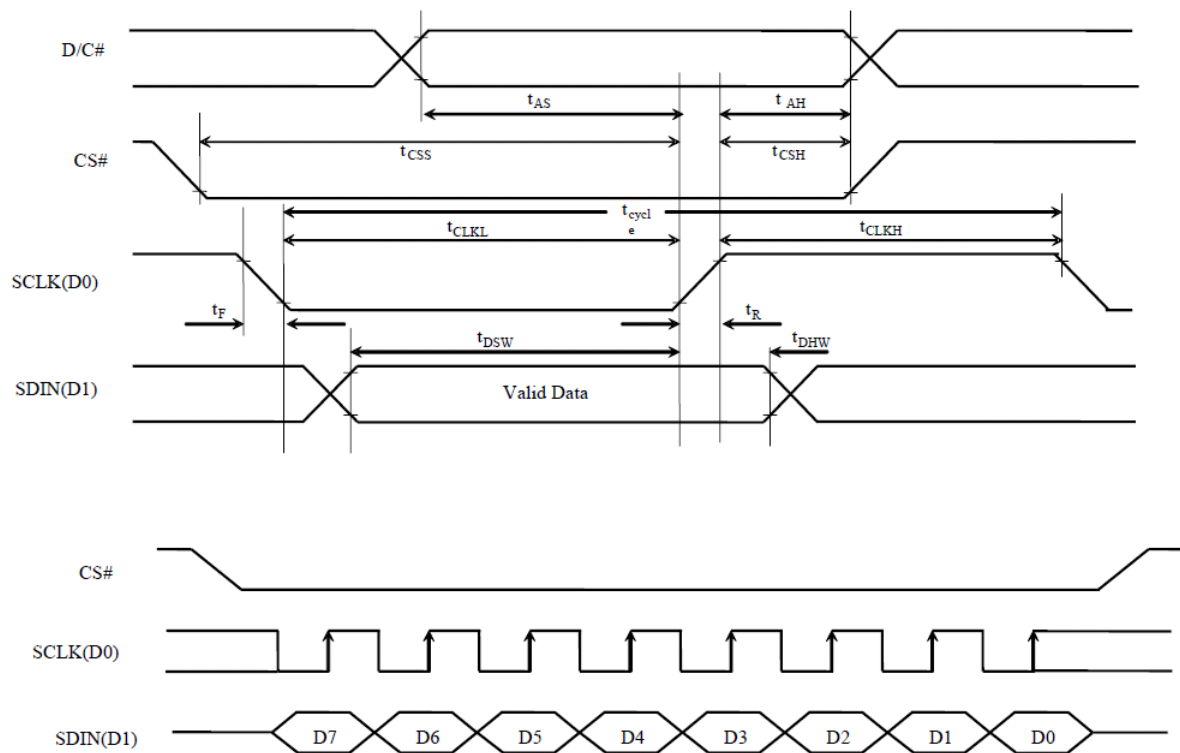 D/C#
tAS
t AH
CS#
tCSS
tCSH
tcycl
e
tCLKL
tCLKH
SCLK(D0)
tF
tR
tDSW
tDHW
SDIN(D1)
Valid Data
CS#
SCLK(D0)
SDIN(D1)
D7 D6 D5 D4 D3 D2 D1 D0